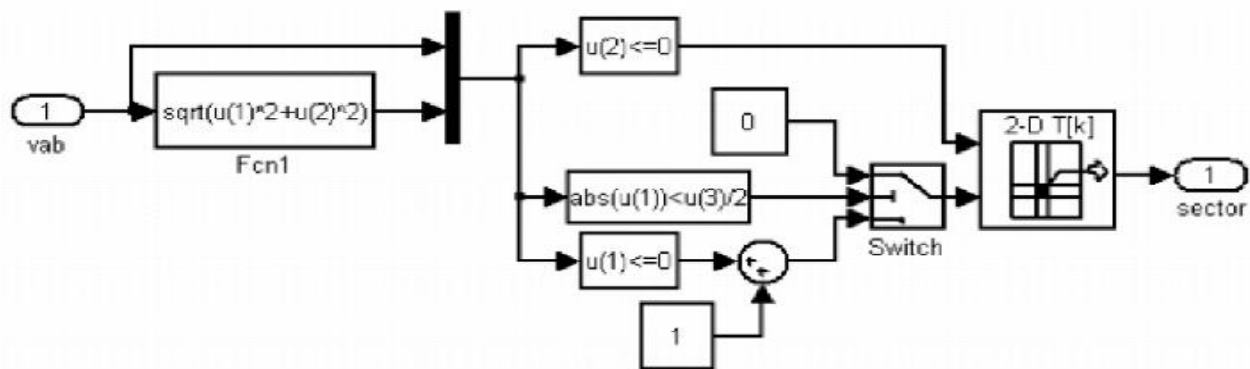 u(2)<=0
1
vab
sqrt(u(1)^2+u(2)^2)
Fcn1
0
2-D T[k]
1
sector
abs(u(1))<u(3)/2
Switch
u(1)<=0
+
+
1